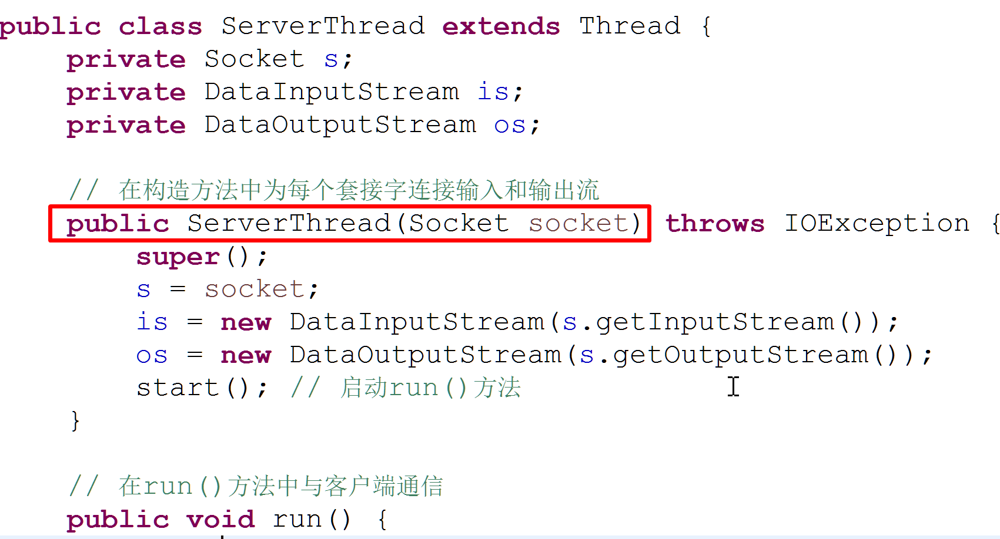 public class ServerThread extends Thread {
private Socket s;
private DataInputStream is;
private DataOutputStream os;
// 在构造方法中为每个套接字连接输入和输出流
public ServerThread(Socket socket) throws IOException {
super();
s = socket;
is = new DataInputStream(s.getInputStream());
os = new DataOutputStream(s.getOutputStream());
start(); // 启动run()方法
}
// 在run()方法中与客户端通信
public void run() {